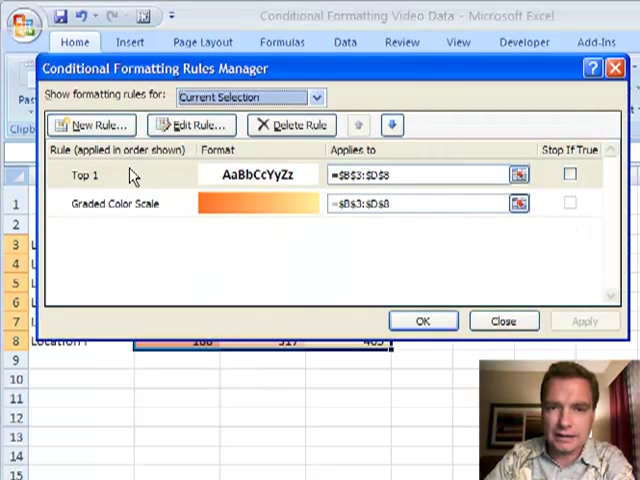 Conditional Formatting Video Data - Microsoft Excel
Home Insert Page Layout Formulas Data Review View Developer Add-Ins
Conditional Formatting Rules Manager
Show formatting rules for: Current Selection
New Rule... Edit Rule... Delete Rule
Rule (applied in order shown) Format Applies to Stop If True
Top 1 AaBbCcYyZz =$B$3:$D$8
Graded Color Scale =$B$3:$D$8
OK Close Apply
1
2
3
4
5
6
7
8
9
10
11
12
13
14
15